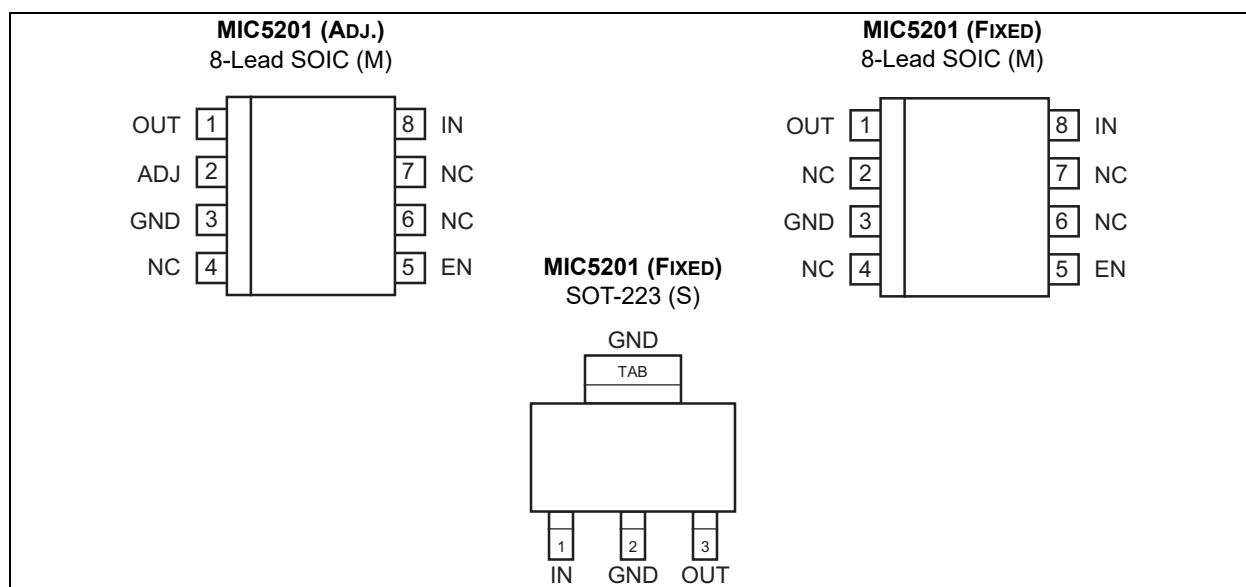 MIC5201 (ADJ.)
8-Lead SOIC (M)
OUT 1 8 IN
ADJ 2 7 NC
GND 3 6 NC
NC 4 5 EN
MIC5201 (FIXED)
8-Lead SOIC (M)
OUT 1 8 IN
NC 2 7 NC
GND 3 6 NC
NC 4 5 EN
MIC5201 (FIXED)
SOT-223 (S)
GND
TAB
1 2 3
IN GND OUT